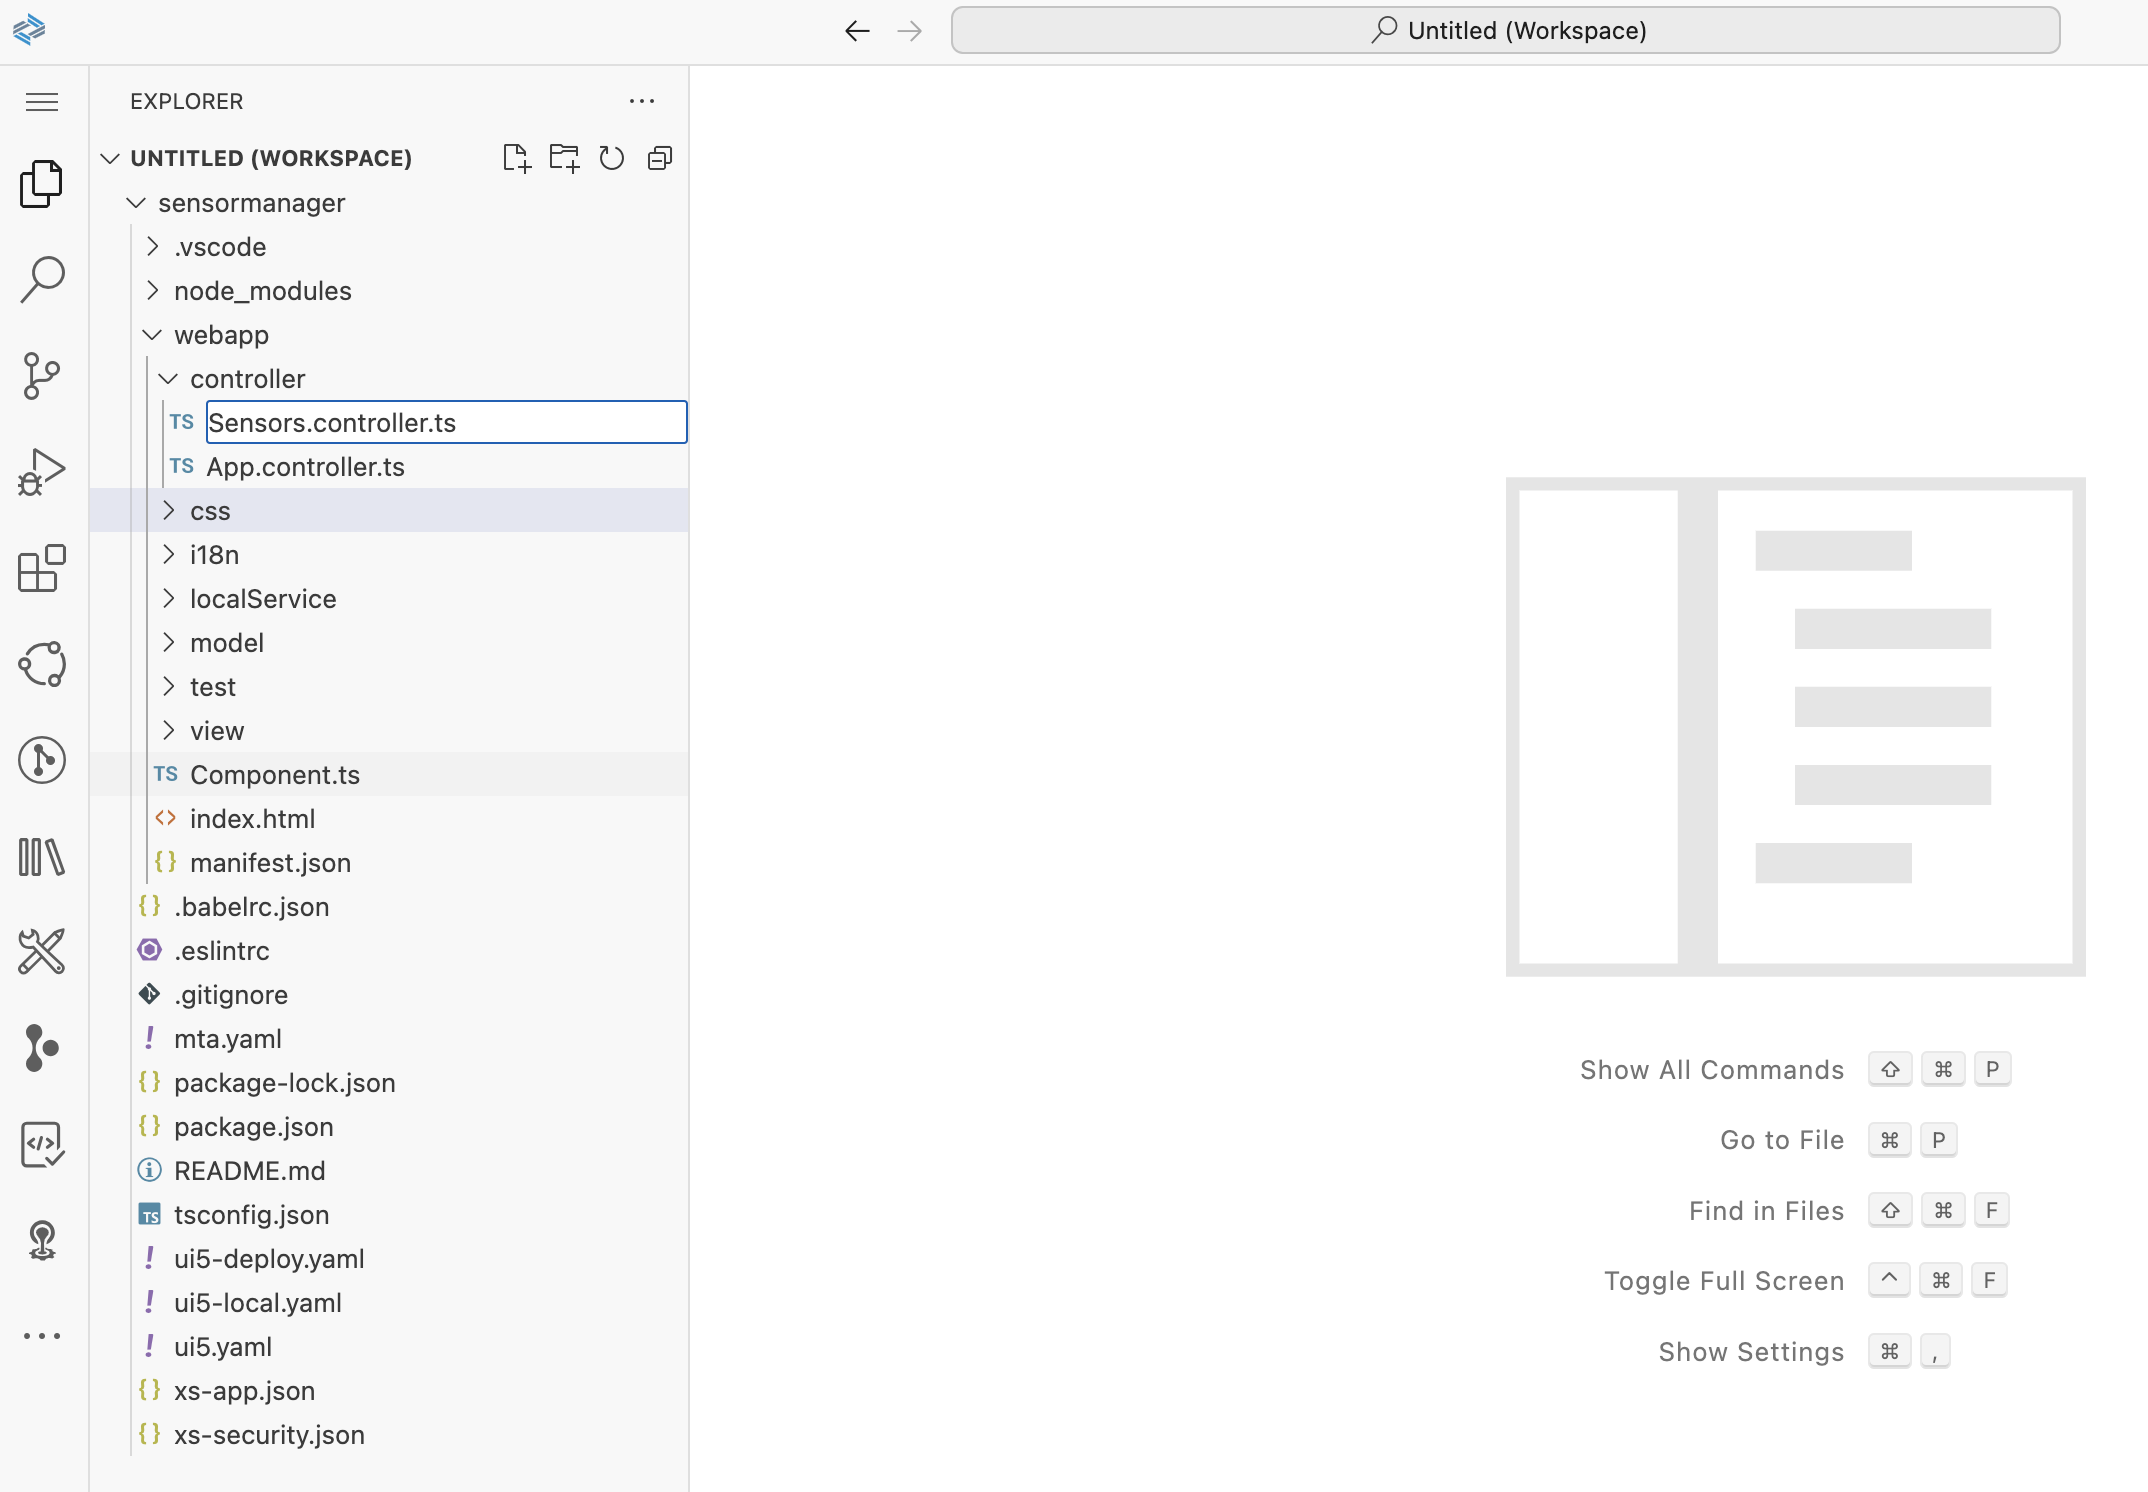 Untitled (Workspace)
EXPLORER
UNTITLED (WORKSPACE)
sensormanager
.vscode
node_modules
webapp
controller
TS Sensors.controller.ts
TS App.controller.ts
css
i18n
localService
model
test
view
TS Component.ts
<> index.html
{} manifest.json
{} .babelrc.json
.eslintrc
.gitignore
! mta.yaml
{} package-lock.json
{} package.json
README.md
TS tsconfig.json
! ui5-deploy.yaml
! ui5-local.yaml
! ui5.yaml
{} xs-app.json
{} xs-security.json
Show All Commands ⇧ ⌘ P
Go to File ⌘ P
Find in Files ⇧ ⌘ F
Toggle Full Screen ^ ⌘ F
Show Settings ⌘ ,